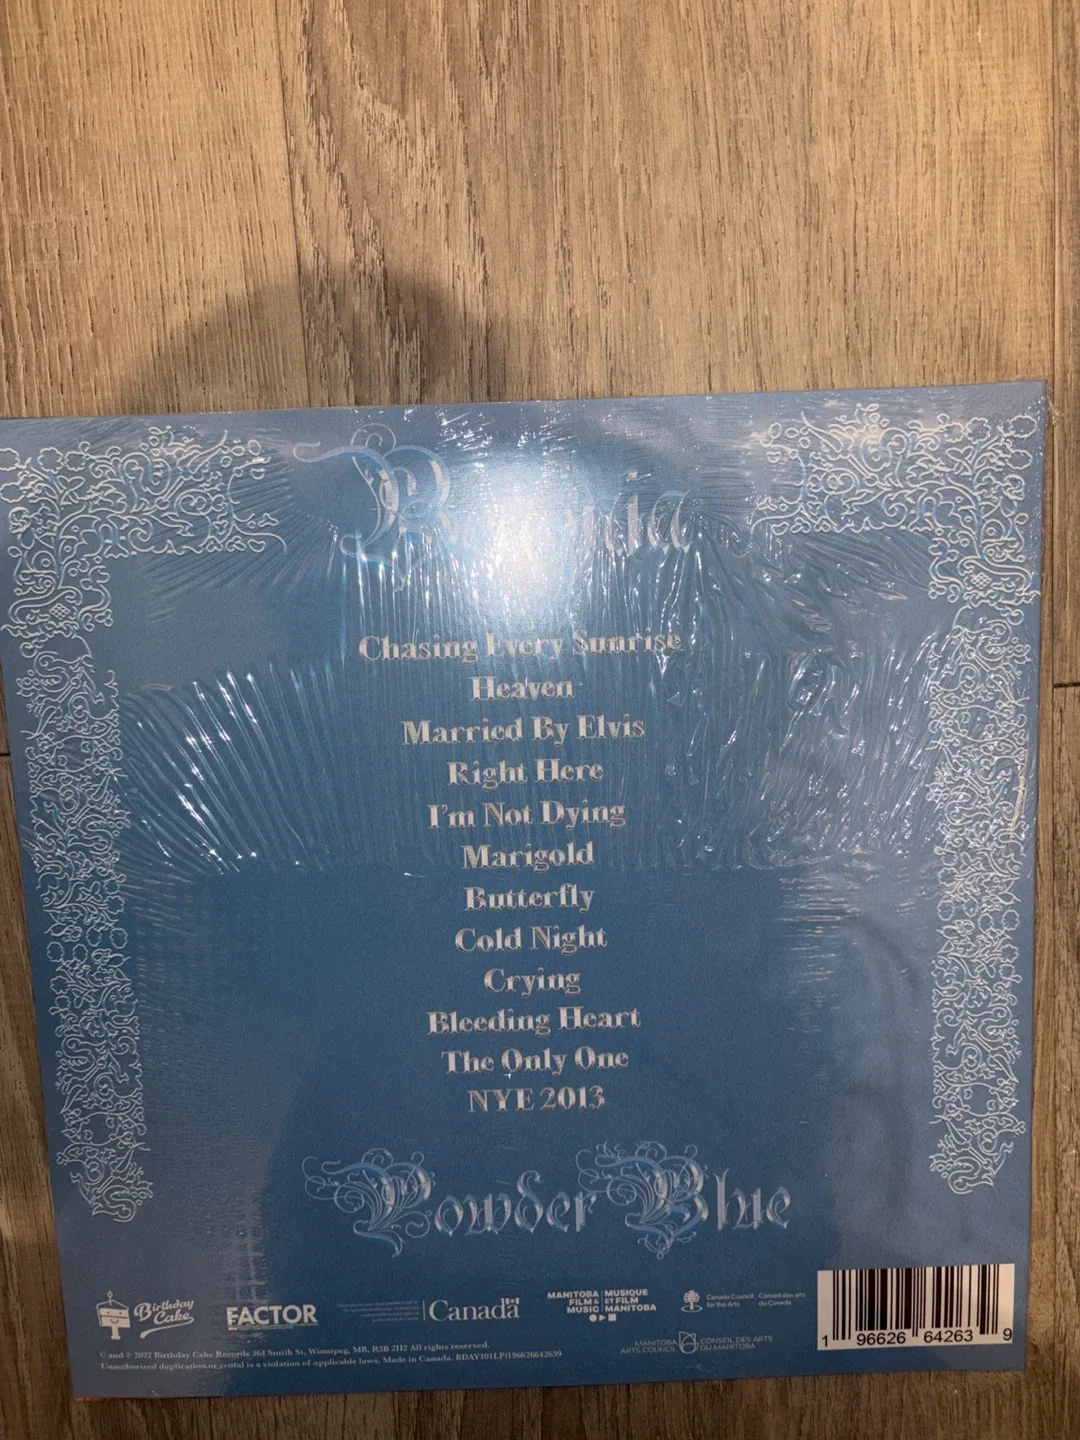 Chasing Every Sunrise
Heaven
Married By Elvis
Right Here
I'm Not Dying
Marigold
Butterfly
Cold Night
Crying
Bleeding Heart
The Only One
NYE 2013
Powder Blue
Birthday
Cake
FACTOR
Canada
MANITOBA
FILM &
MUSIC
MUSIQUE
ET FILM
MANITOBA
Canada Council
for the Arts
Conseil des arts
du Canada
MANITOBA
ARTS COUNCIL
CONSEIL DES ARTS
DU MANITOBA
1 96626 64263 9
© and ℗ 2022 Birthday Cake Records 364 Smith St, Winnipeg, MB, R3B 2H2 All rights reserved.
Unauthorized duplication or rental is a violation of applicable laws. Made in Canada. BDAY101LP/196626642639